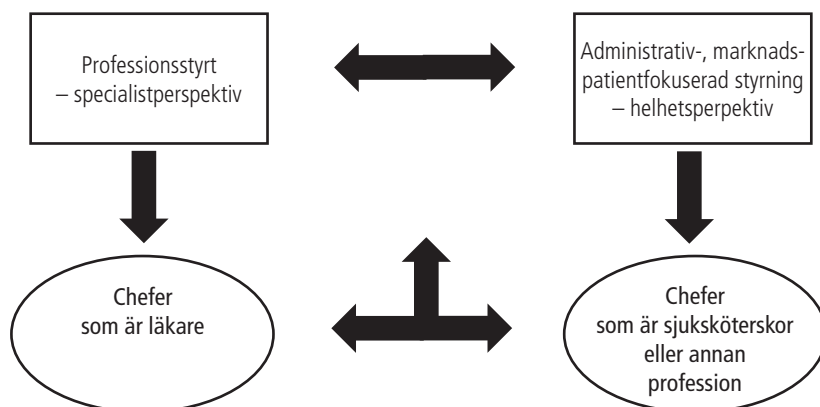 Professionsstyrt
– specialistperspektiv
Administrativ-, marknads-
patientfokuserad styrning
– helhetsperpektiv
Chefer
som är läkare
Chefer
som är sjuksköterskor
eller annan
profession